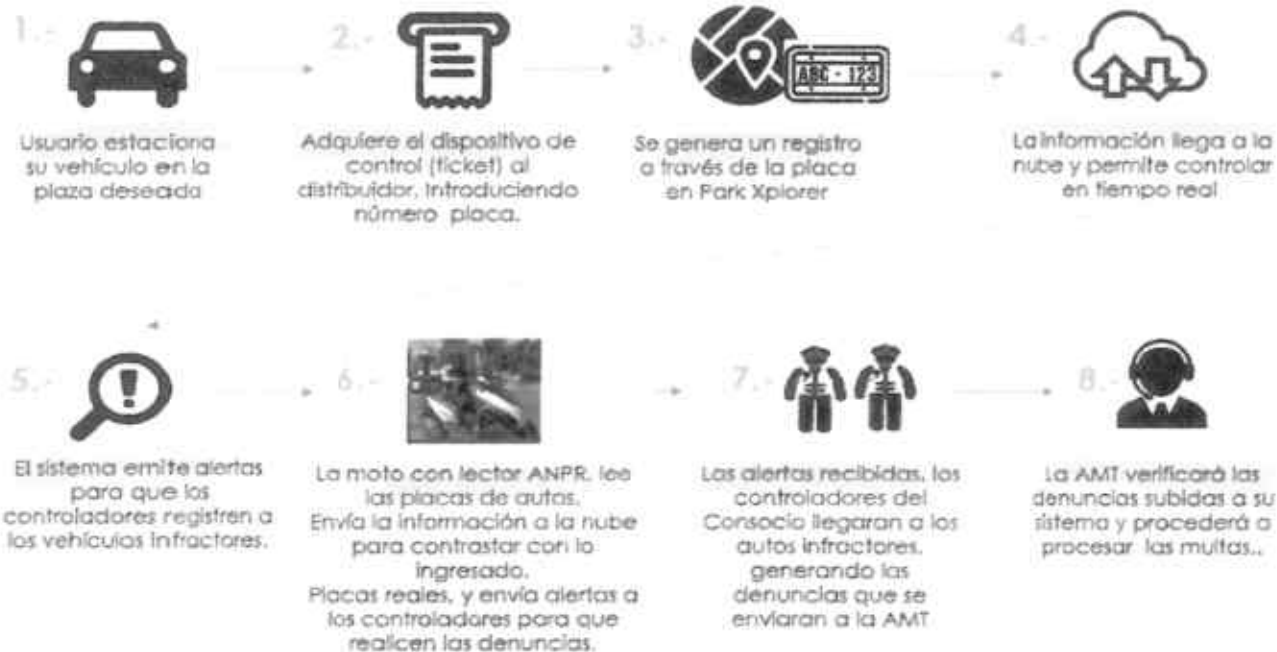 1.-
Usuario estaciona
su vehículo en la
plaza deseada
2.-
Adquiere el dispositivo de
control (ticket) al
distribuidor. Introduciendo
número placa.
3.-
ABC - 123
Se genera un registro
a través de la placa
en Park Xplorer
4.-
La información llega a la
nube y permite controlar
en tiempo real
5.-
El sistema emite alertas
para que los
controladores registren a
los vehículos infractores.
6.-
La moto con lector ANPR, lee
las placas de autos.
Envía la información a la nube
para contrastar con lo
ingresado.
Placas reales, y envía alertas a
los controladores para que
realicen las denuncias.
7.-
Las alertas recibidas, los
controladores del
Consocio llegaran a los
autos infractores,
generando las
denuncias que se
enviaran a la AMT
8.-
La AMT verificará las
denuncias subidas a su
sistema y procederá a
procesar las multas..